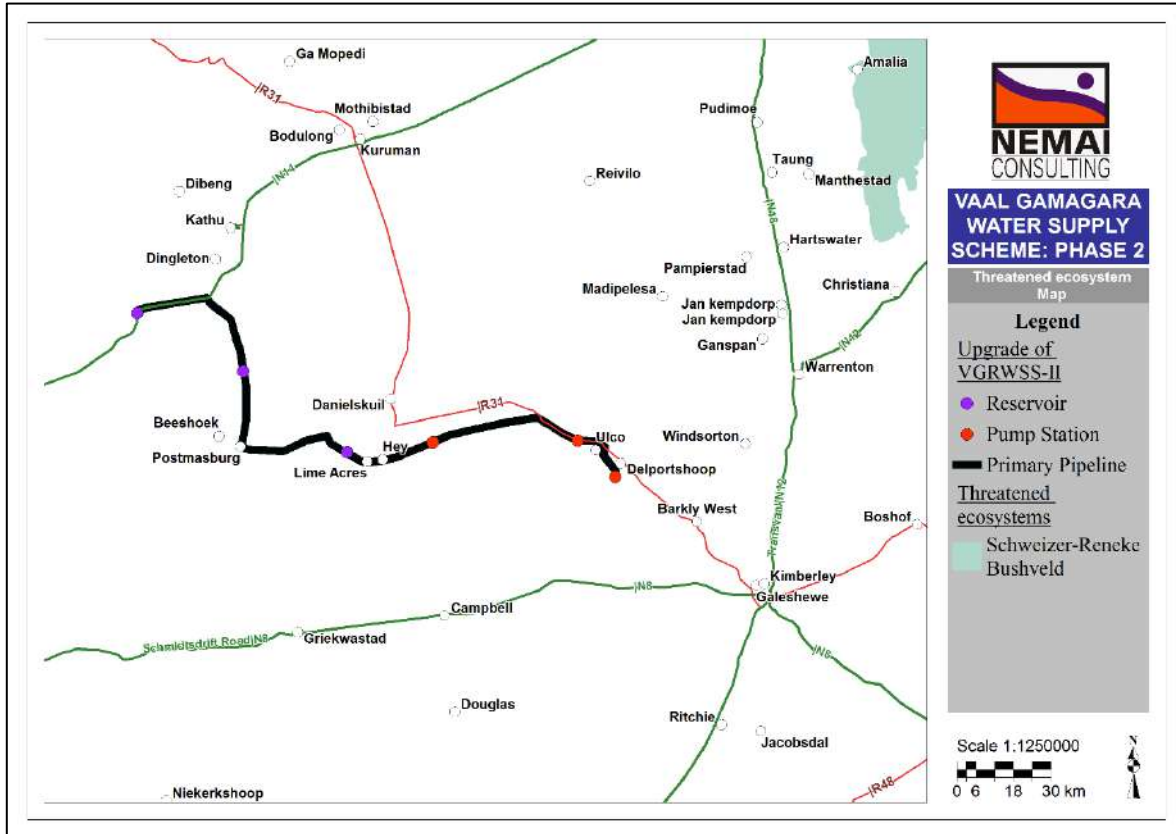 Ga Mopedi
Amalia
|R31
Mothibistad
Pudimoe
Bodulong
Kuruman
|N14
Taung
Reivilo
Manthestad
Dibeng
Kathu
|N18
Hartswater
Dingleton
Pampierstad
Christiana
Madipelesa
Jan kempdorp
Jan kempdorp
Ganspan
|N12
Warrenton
Danielskuil
|R31
Beeshoek
Hey
Ulco
Windsorton
Postmasburg
Lime Acres
Delportshoop
|N12
Barkly West
Boshof
Kimberley
|N8
Galeshewe
Campbell
Schmidtsdrift Road|N8
Griekwastad
|N8
Douglas
Ritchie
Jacobsdal
|R48
Niekerkshoop
NEMAI
CONSULTING
VAAL GAMAGARA
WATER SUPPLY
SCHEME: PHASE 2
Threatened ecosystem
Map
Legend
Upgrade of
VGRWSS-II
Reservoir
Pump Station
Primary Pipeline
Threatened
ecosystems
Schweizer-Reneke
Bushveld
Scale 1:1250000
N
0 6 18 30 km